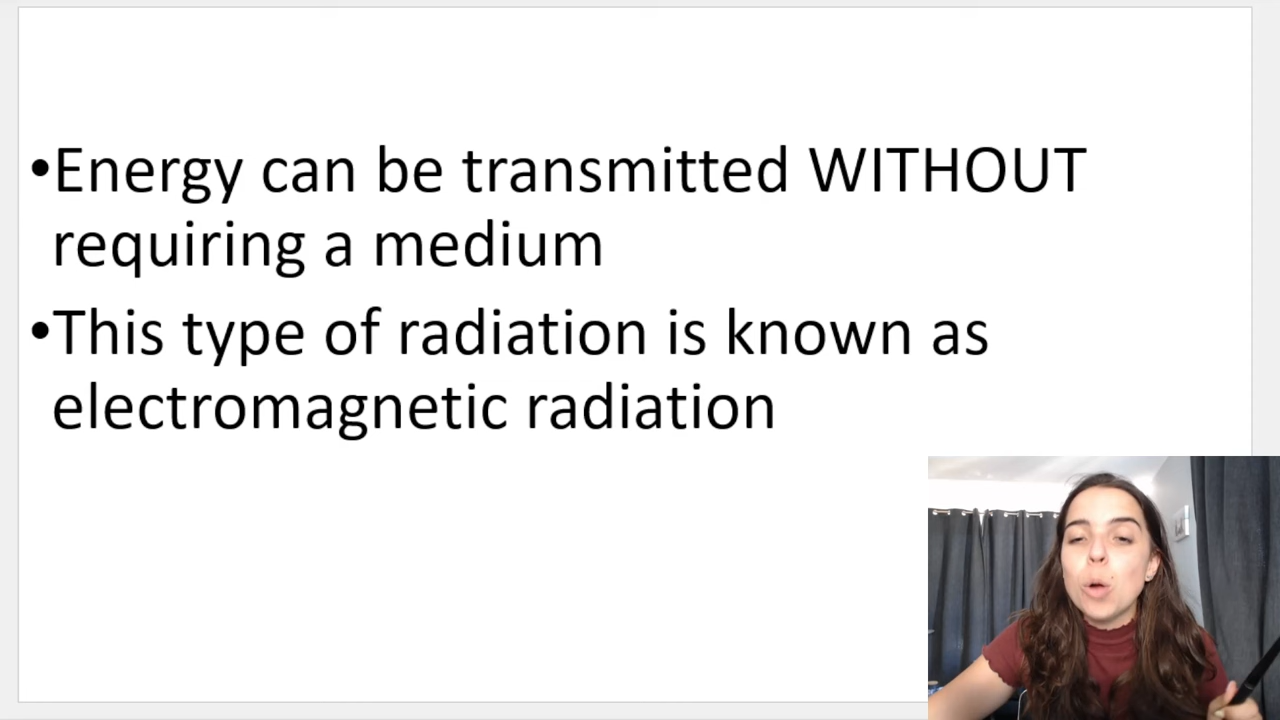 •Energy can be transmitted WITHOUT
requiring a medium
•This type of radiation is known as
electromagnetic radiation